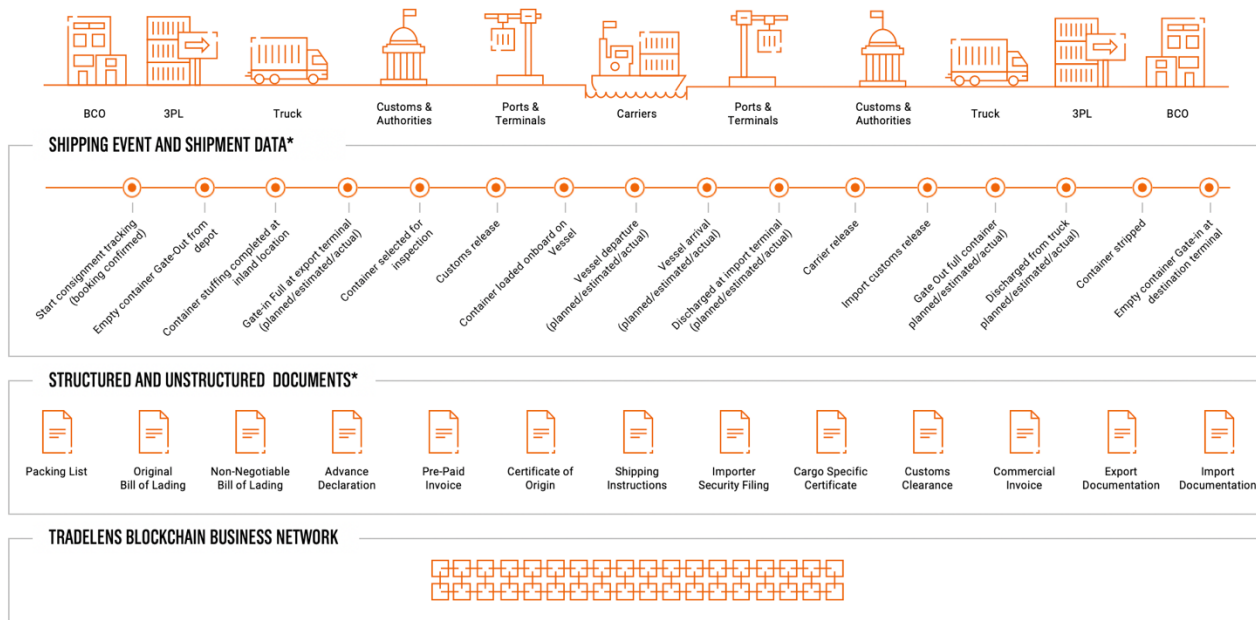 BCO
3PL
Truck
Customs &
Authorities
Ports &
Terminals
Carriers
Ports &
Terminals
Customs &
Authorities
Truck
3PL
BCO
SHIPPING EVENT AND SHIPMENT DATA*
Start consignment tracking
(booking confirmed)
Empty container Gate-Out from
depot
Container stuffing completed at
inland location
Gate-in Full at export terminal
(planned/estimated/actual)
Container selected for
inspection
Customs release
Container loaded onboard on
Vessel
Vessel departure
(planned/estimated/actual)
Vessel arrival
(planned/estimated/actual)
Discharged at import terminal
(planned/estimated/actual)
Carrier release
Import customs release
Gate Out full container
planned/estimated/actual)
Discharged from truck
planned/estimated/actual)
Container stripped
Empty container Gate-in at
destination terminal
STRUCTURED AND UNSTRUCTURED DOCUMENTS*
Packing List
Original
Bill of Lading
Non-Negotiable
Bill of Lading
Advance
Declaration
Pre-Paid
Invoice
Certificate of
Origin
Shipping
Instructions
Importer
Security Filing
Cargo Specific
Certificate
Customs
Clearance
Commercial
Invoice
Export
Documentation
Import
Documentation
TRADELENS BLOCKCHAIN BUSINESS NETWORK